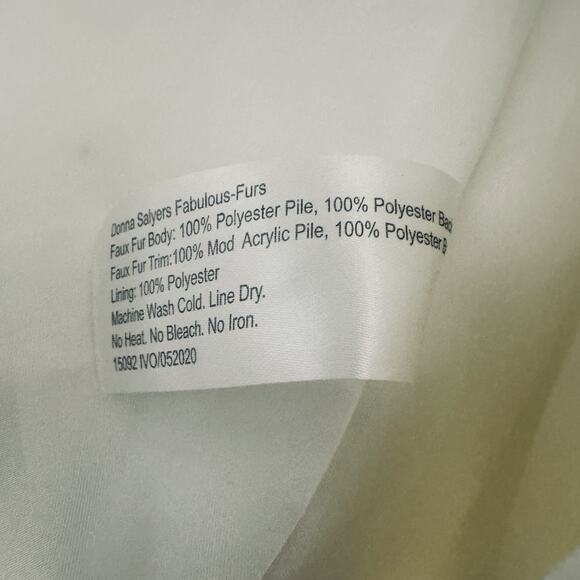 Donna Salyers Fabulous-Furs
Faux Fur Body: 100% Polyester Pile, 100% Polyester
Faux Fur Trim:100% Mod Acrylic Pile, 100% Polyester
Lining: 100% Polyester
Machine Wash Cold. Line Dry.
No Heat. No Bleach. No Iron.
15092 IVO/052020